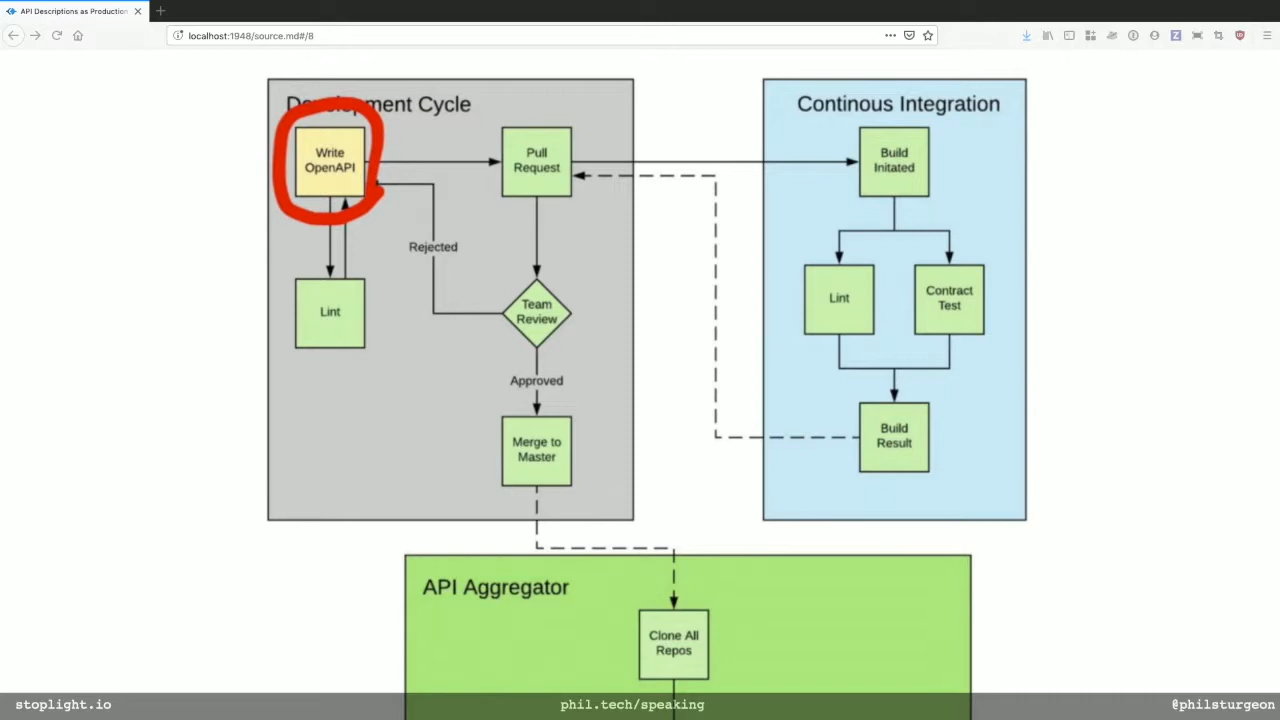 API Descriptions as Production
localhost:1948/source.md#/8
Development Cycle
Continous Integration
Write
OpenAPI
Pull
Request
Build
Initated
Rejected
Lint
Team
Review
Lint
Contract
Test
Approved
Merge to
Master
Build
Result
API Aggregator
Clone All
Repos
stoplight.io
phil.tech/speaking
@philsturgeon